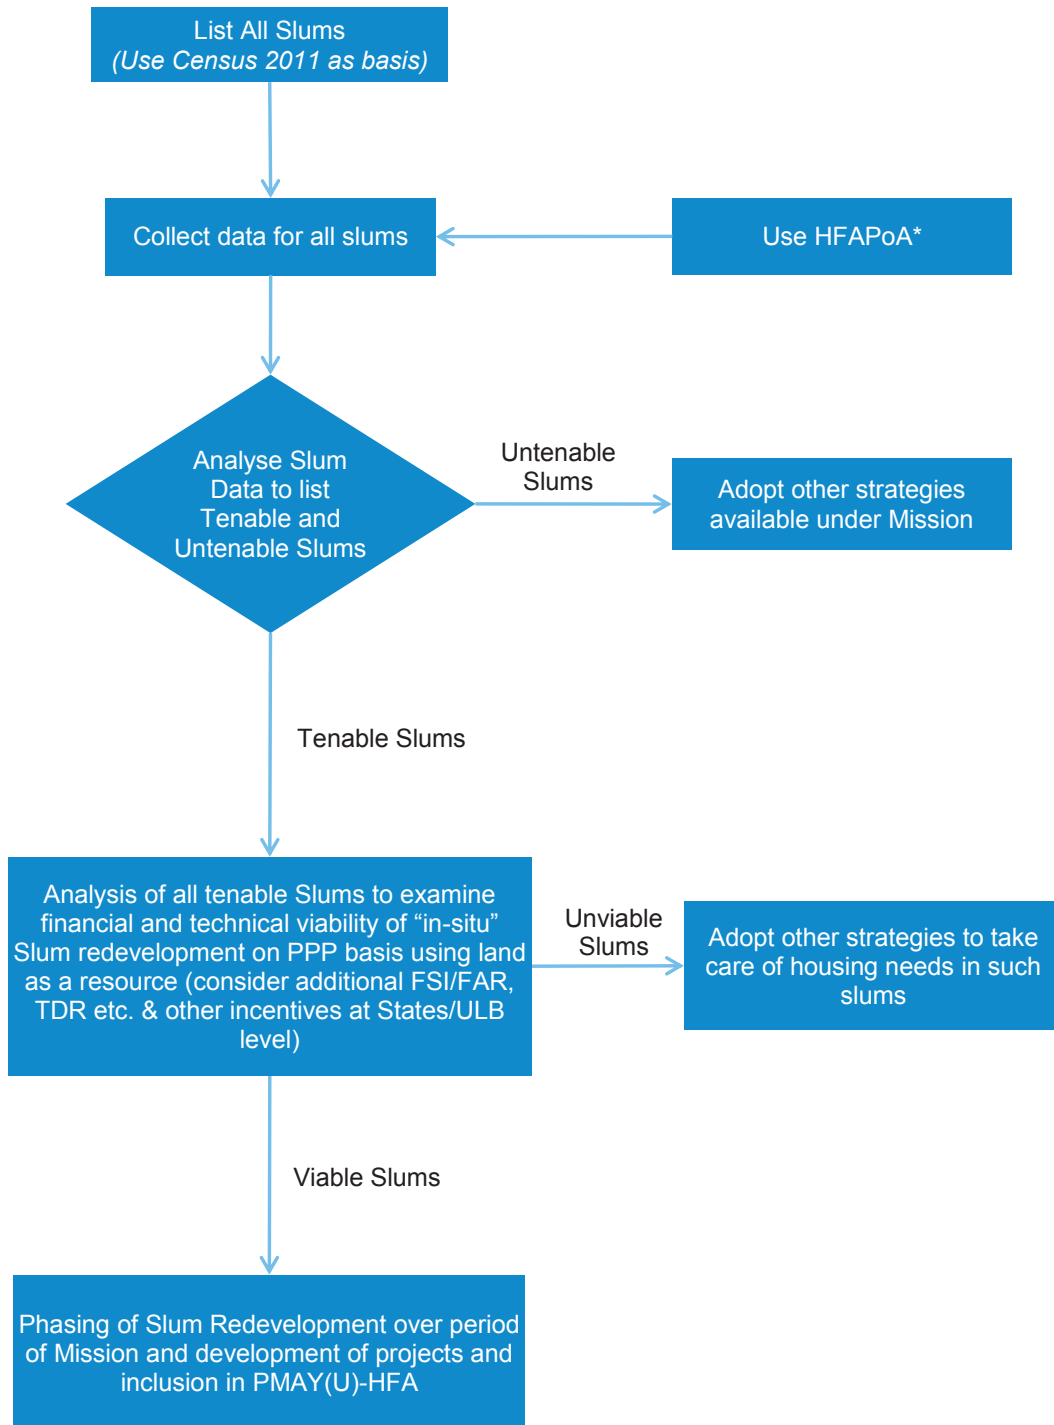 List All Slums
(Use Census 2011 as basis)
Collect data for all slums
Use HFAPoA*
Analyse Slum
Data to list
Tenable and
Untenable Slums
Untenable
Slums
Adopt other strategies
available under Mission
Tenable Slums
Analysis of all tenable Slums to examine
financial and technical viability of “in-situ”
Slum redevelopment on PPP basis using land
as a resource (consider additional FSI/FAR,
TDR etc. & other incentives at States/ULB
level)
Unviable
Slums
Adopt other strategies to take
care of housing needs in such
slums
Viable Slums
Phasing of Slum Redevelopment over period
of Mission and development of projects and
inclusion in PMAY(U)-HFA